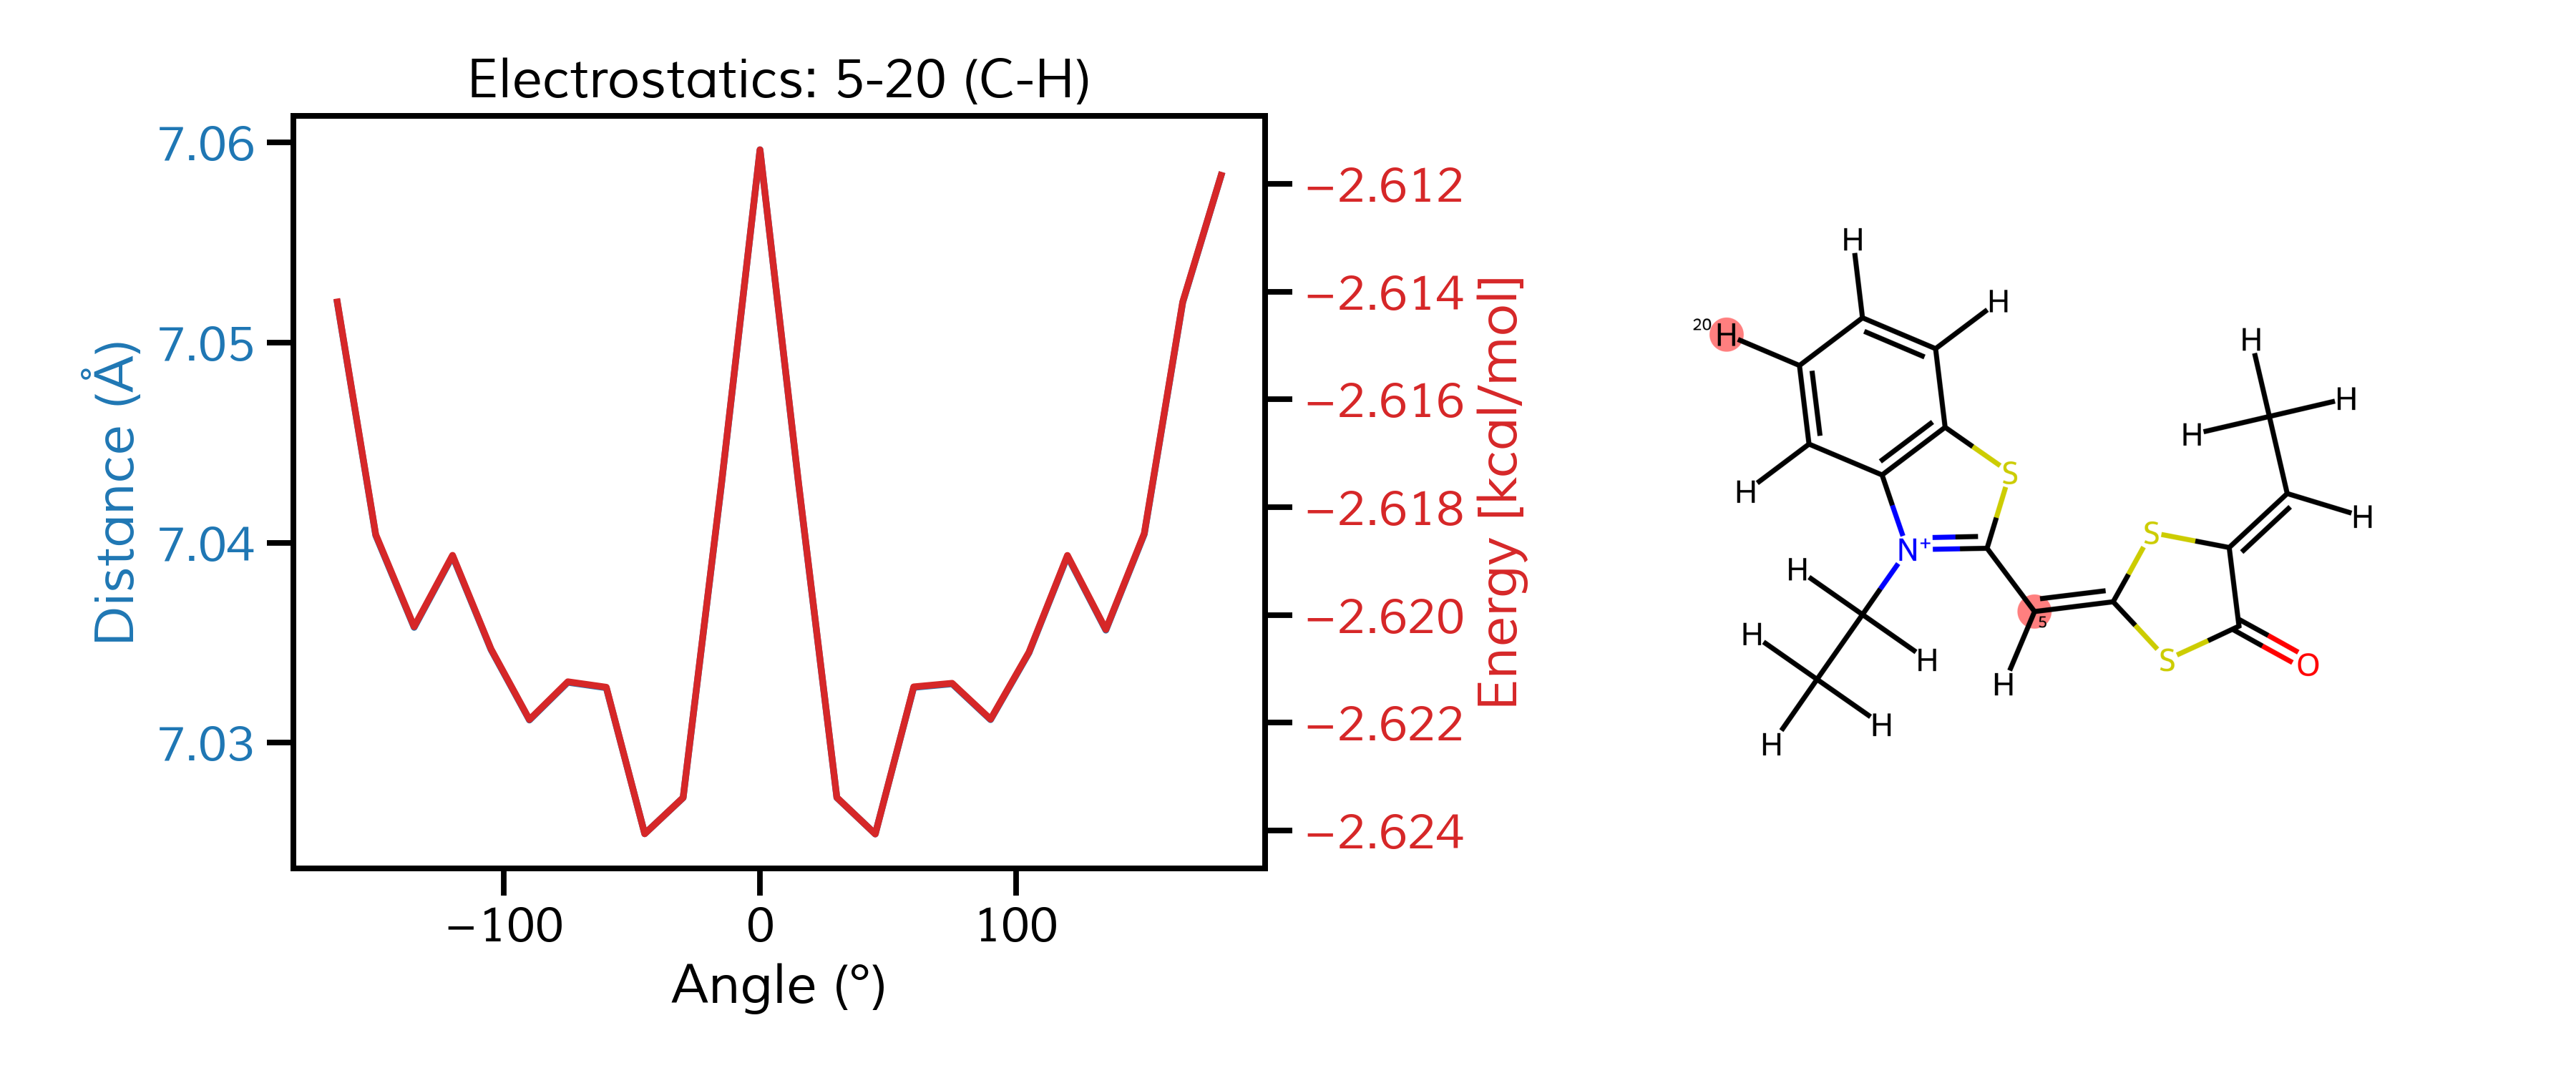 Electrostatics: 5-20 (C-H)
7.06
7.05
7.04
7.03
Distance (Å)
−2.612
−2.614
−2.616
−2.618
−2.620
−2.622
−2.624
Energy [kcal/mol]
−100
0
100
Angle (°)
H
H
20
H
H
H
H
S
H
S
H
N+
H
H
5
H
S
O
H
H
H